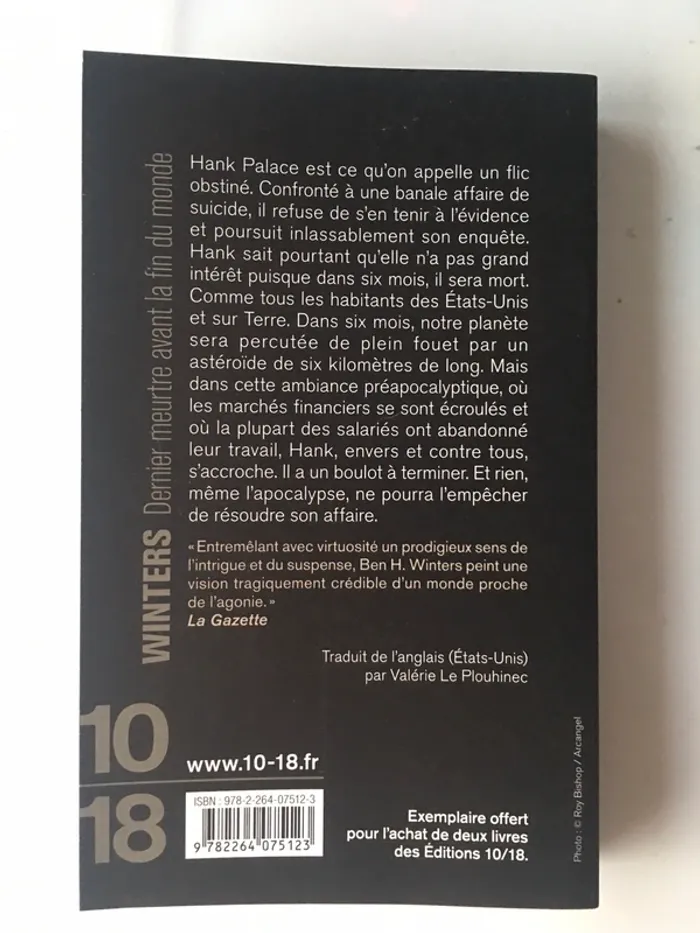 Hank Palace est ce qu'on appelle un flic
obstiné. Confronté à une banale affaire de
suicide, il refuse de s'en tenir à l'évidence
et poursuit inlassablement son enquête.
Hank sait pourtant qu'elle n'a pas grand
intérêt puisque dans six mois, il sera mort.
Comme tous les habitants des États-Unis
et sur Terre. Dans six mois, notre planète
sera percutée de plein fouet par un
astéroïde de six kilomètres de long. Mais
dans cette ambiance préapocalyptique, où
les marchés financiers se sont écroulés et
où la plupart des salariés ont abandonné
leur travail, Hank, envers et contre tous,
s'accroche. Il a un boulot à terminer. Et rien,
même l'apocalypse, ne pourra l'empêcher
de résoudre son affaire.
« Entremêlant avec virtuosité un prodigieux sens de
l'intrigue et du suspense, Ben H. Winters peint une
vision tragiquement crédible d'un monde proche
de l'agonie. »
La Gazette
Traduit de l'anglais (États-Unis)
par Valérie Le Plouhinec
WINTERS Dernier meurtre avant la fin du monde
10
18
www.10-18.fr
ISBN : 978-2-264-07512-3
9 782264 075123
Exemplaire offert
pour l'achat de deux livres
des Éditions 10/18.
Photo : © Roy Bishop / Arcangel